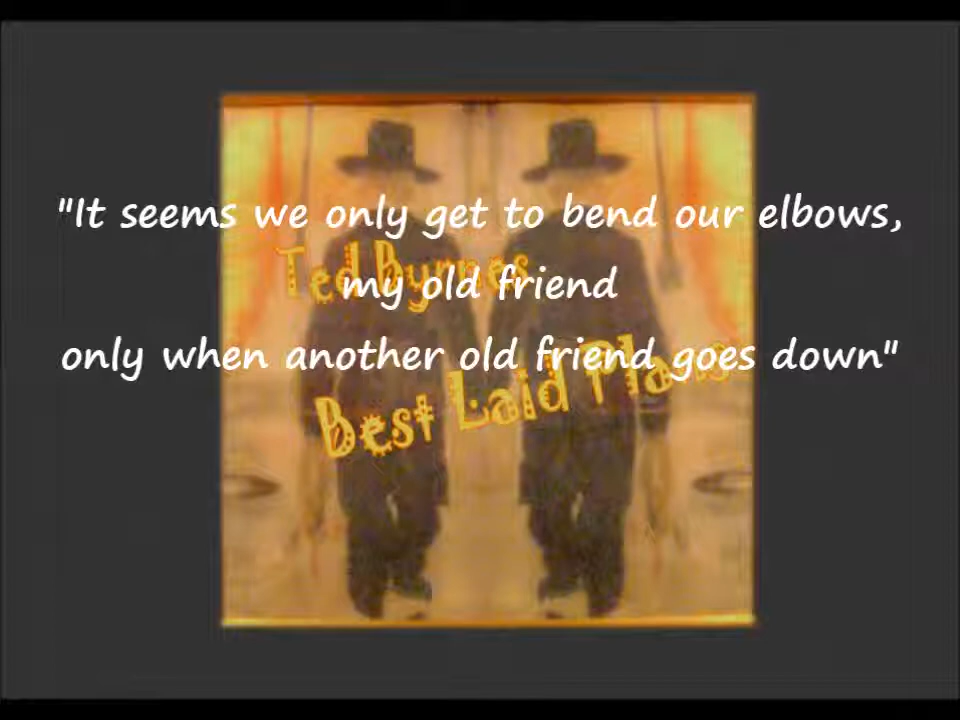 "It seems we only get to bend our elbows,
Ted Byrnes
my old friend
only when another old friend goes down"
Best Laid Plans